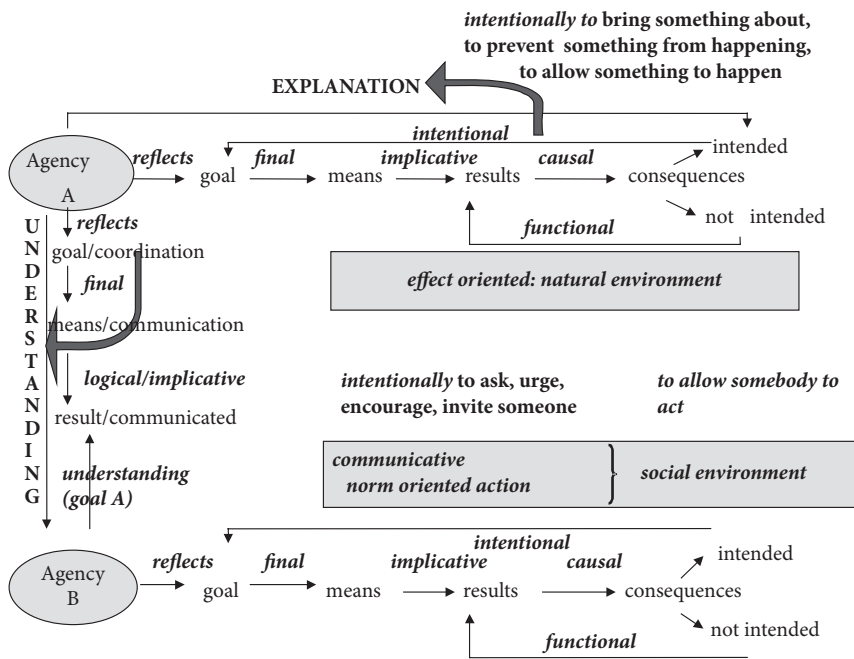 intentionally to bring something about,
to prevent something from happening,
to allow something to happen
EXPLANATION
intentional
intended
Agency
A
reflects
final
implicative
causal
goal
means
results
consequences
not intended
functional
effect oriented: natural environment
UNDERSTANDING
reflects
goal/coordination
final
means/communication
logical/implicative
result/communicated
understanding
(goal A)
intentionally to ask, urge,
encourage, invite someone
to allow somebody to
act
communicative
norm oriented action
social environment
intentional
intended
Agency
B
reflects
final
implicative
causal
goal
means
results
consequences
not intended
functional